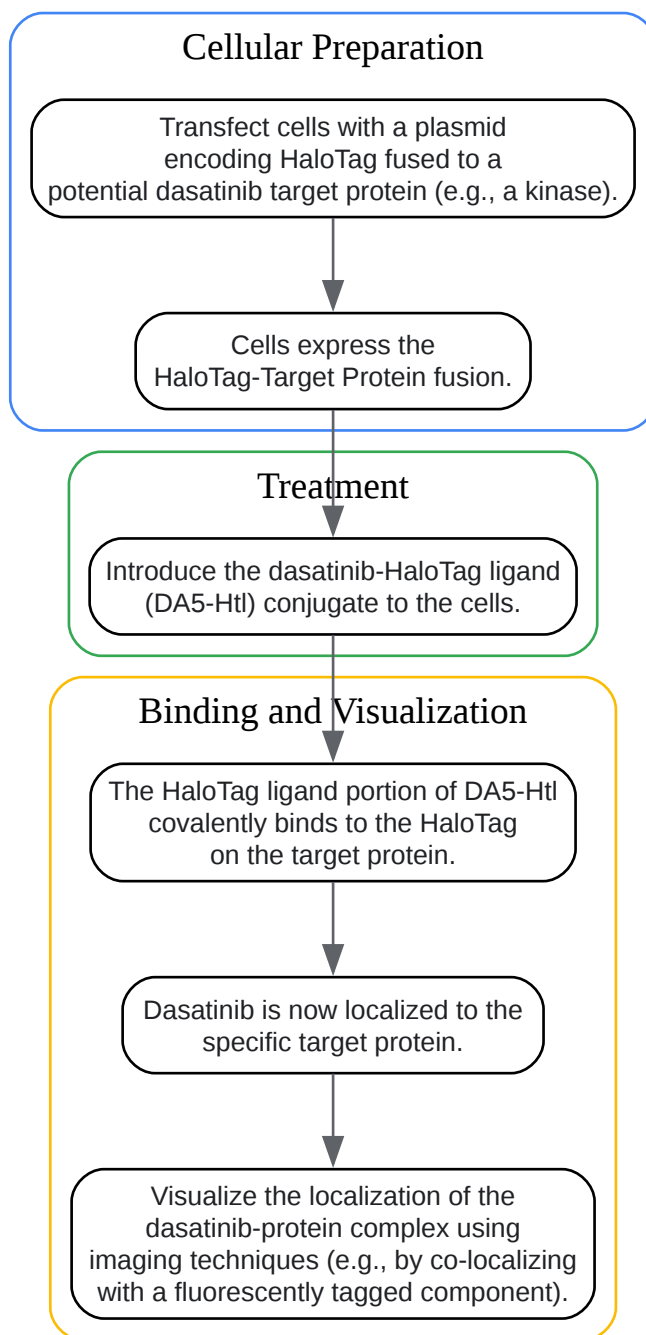 Cellular Preparation
Transfect cells with a plasmid
encoding HaloTag fused to a
potential dasatinib target protein (e.g., a kinase).
Cells express the
HaloTag-Target Protein fusion.
Treatment
Introduce the dasatinib-HaloTag ligand
(DA5-Htl) conjugate to the cells.
Binding and Visualization
The HaloTag ligand portion of DA5-Htl
covalently binds to the HaloTag
on the target protein.
Dasatinib is now localized to the
specific target protein.
Visualize the localization of the
dasatinib-protein complex using
imaging techniques (e.g., by co-localizing
with a fluorescently tagged component).